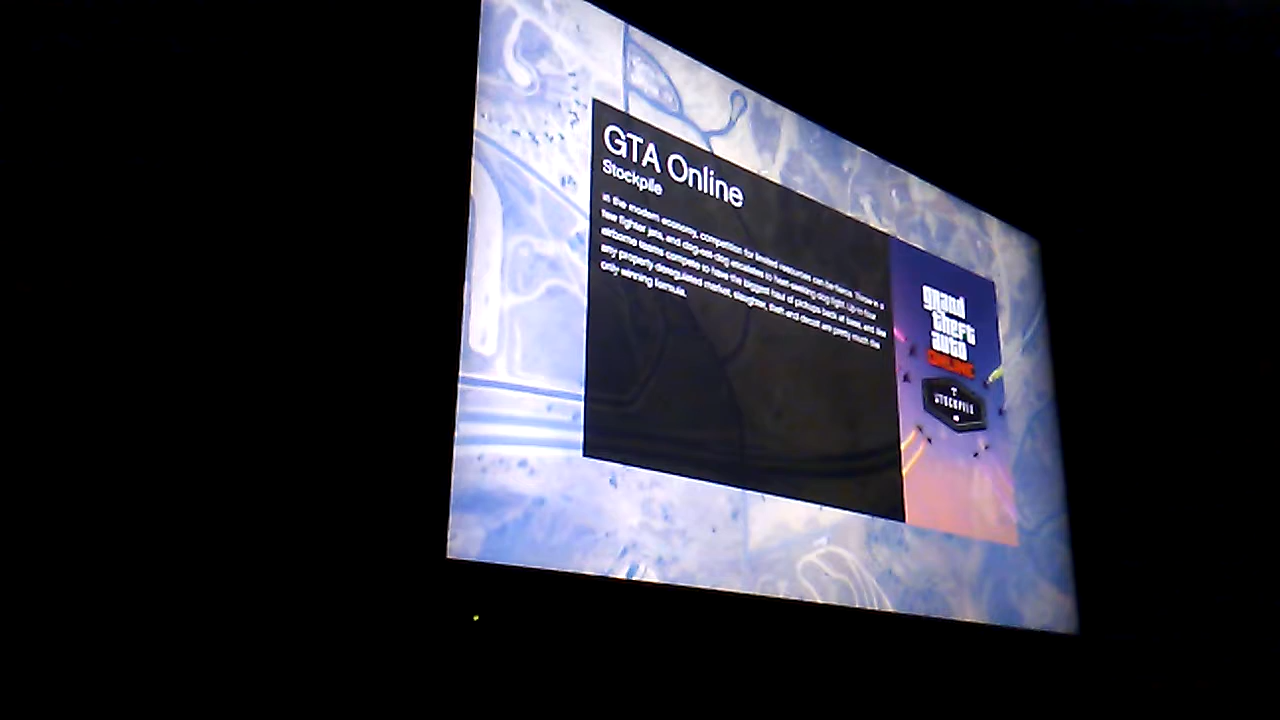 GTA Online
Stockpile
In the modern economy, competition for limited resources can be fierce. Throw in a
few fighter jets, and dog-eat-dog escalates to heat-seeking dog fight. Up to four
airborne teams compete to have the biggest haul of pickups back at base, and like
any properly deregulated market, slaughter, theft and deceit are pretty much the
only winning formula.
grand
theft
auto
ONLINE
STOCKPILE